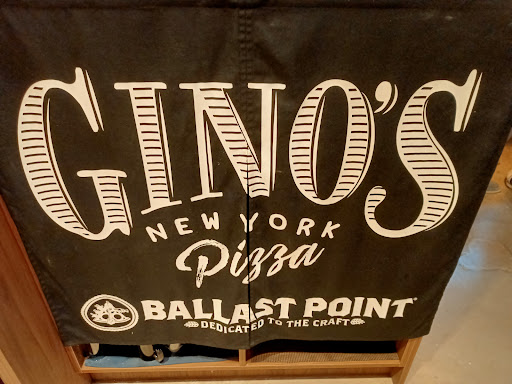 GINO'S
NEW YORK
Pizza
BALLAST POINT®
DEDICATED TO THE CRAFT